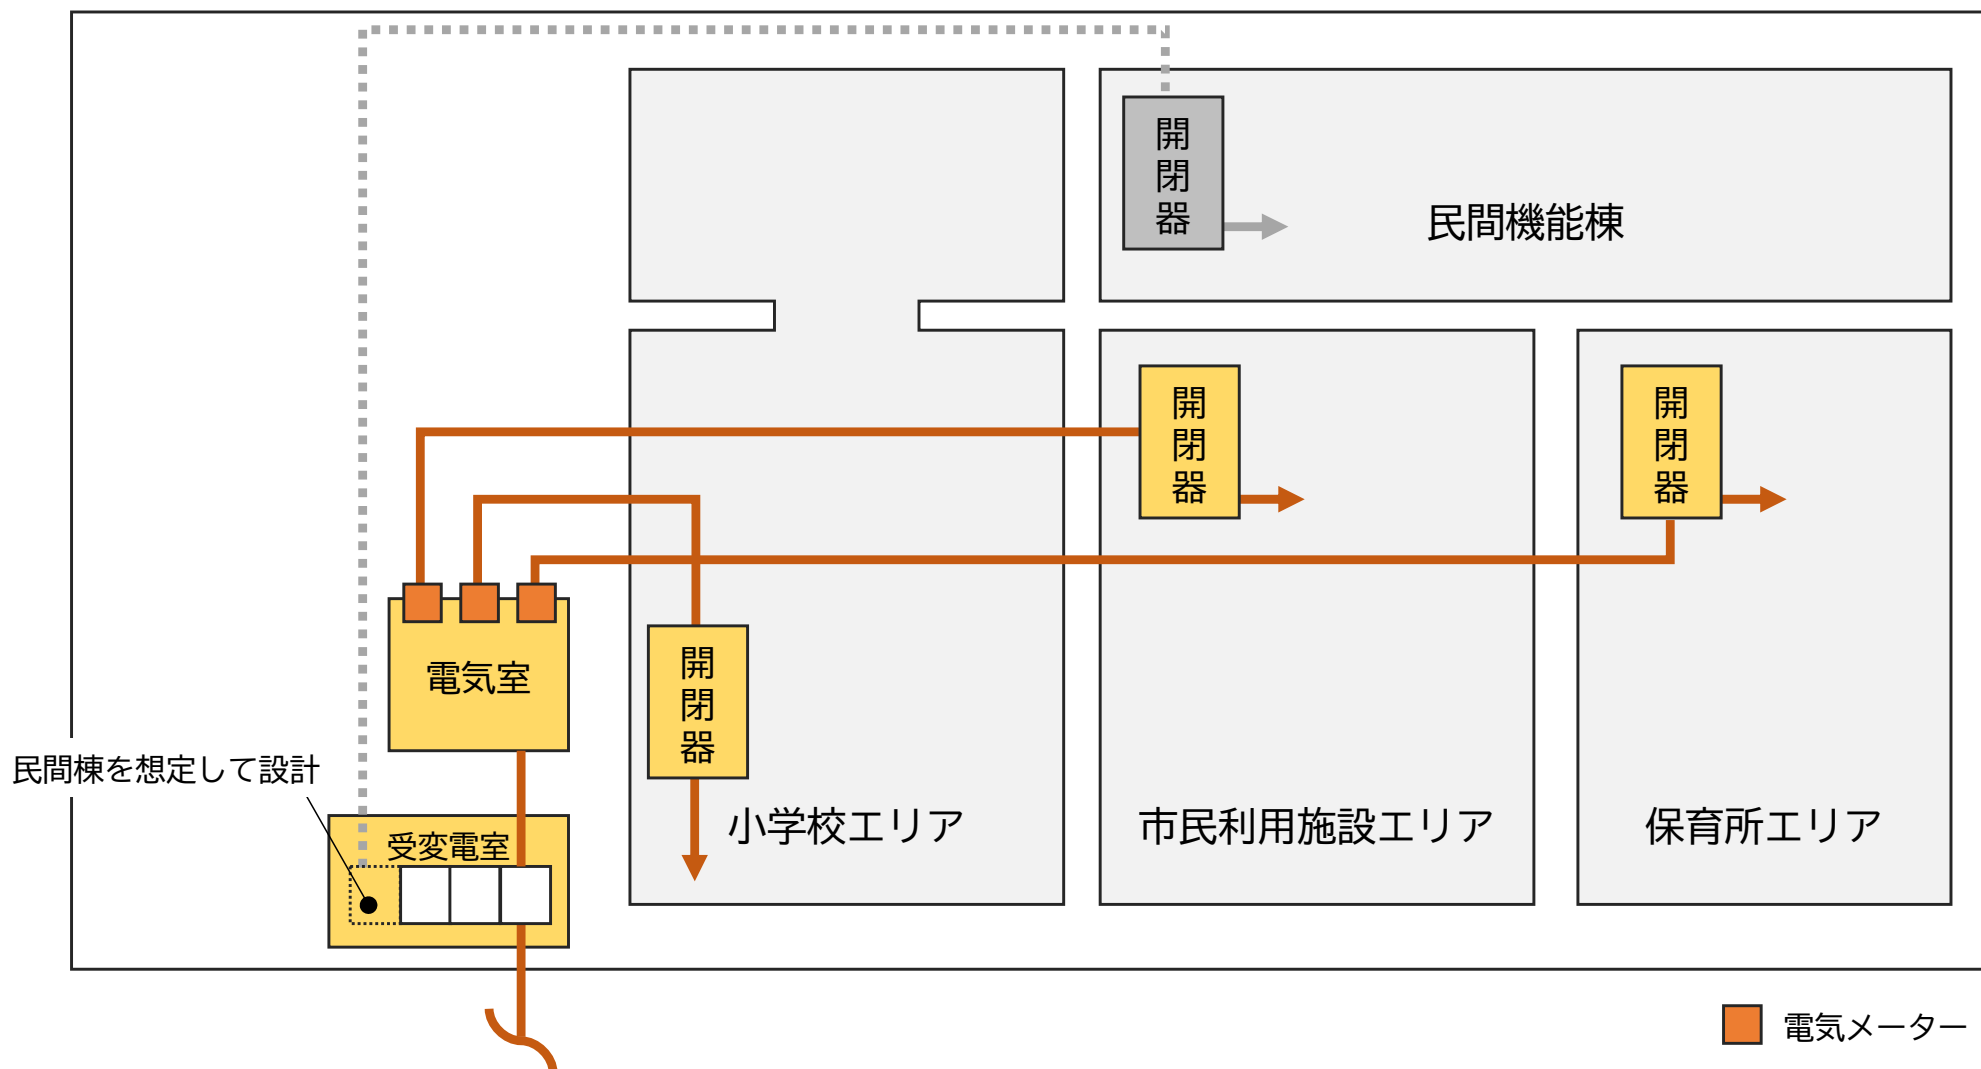 開閉器
民間機能棟
開閉器
開閉器
電気室
開閉器
民間棟を想定して設計
受変電室
小学校エリア
市民利用施設エリア
保育所エリア
電気メーター